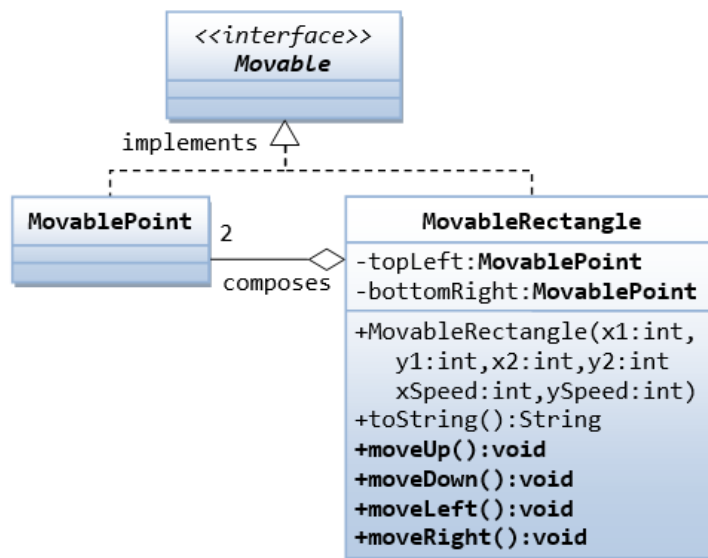 <<interface>>
Movable
implements
MovablePoint
2
composes
MovableRectangle
-topLeft:MovablePoint
-bottomRight:MovablePoint
+MovableRectangle(x1:int,
y1:int,x2:int,y2:int
xSpeed:int,ySpeed:int)
+toString():String
+moveUp():void
+moveDown():void
+moveLeft():void
+moveRight():void